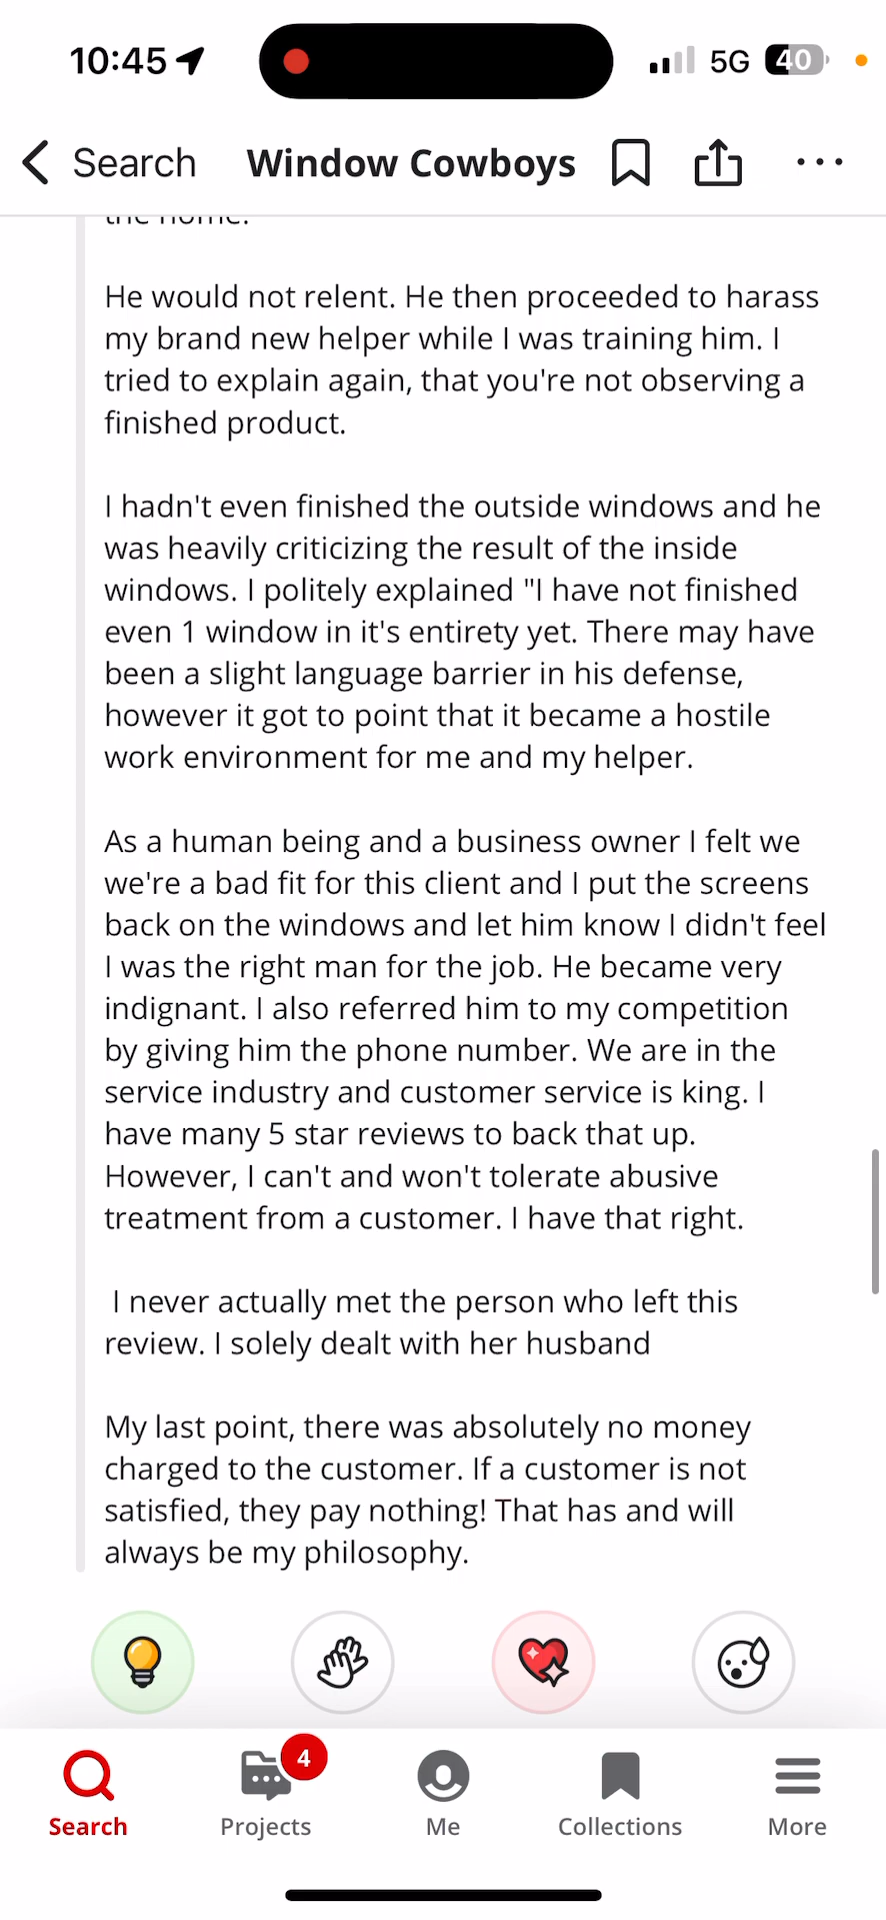 10:45
5G
40
Search
Window Cowboys
the home.
He would not relent. He then proceeded to harass
my brand new helper while I was training him. I
tried to explain again, that you're not observing a
finished product.
I hadn't even finished the outside windows and he
was heavily criticizing the result of the inside
windows. I politely explained "I have not finished
even 1 window in it's entirety yet. There may have
been a slight language barrier in his defense,
however it got to point that it became a hostile
work environment for me and my helper.
As a human being and a business owner I felt we
we're a bad fit for this client and I put the screens
back on the windows and let him know I didn't feel
I was the right man for the job. He became very
indignant. I also referred him to my competition
by giving him the phone number. We are in the
service industry and customer service is king. I
have many 5 star reviews to back that up.
However, I can't and won't tolerate abusive
treatment from a customer. I have that right.
I never actually met the person who left this
review. I solely dealt with her husband
My last point, there was absolutely no money
charged to the customer. If a customer is not
satisfied, they pay nothing! That has and will
always be my philosophy.
4
Search
Projects
Me
Collections
More